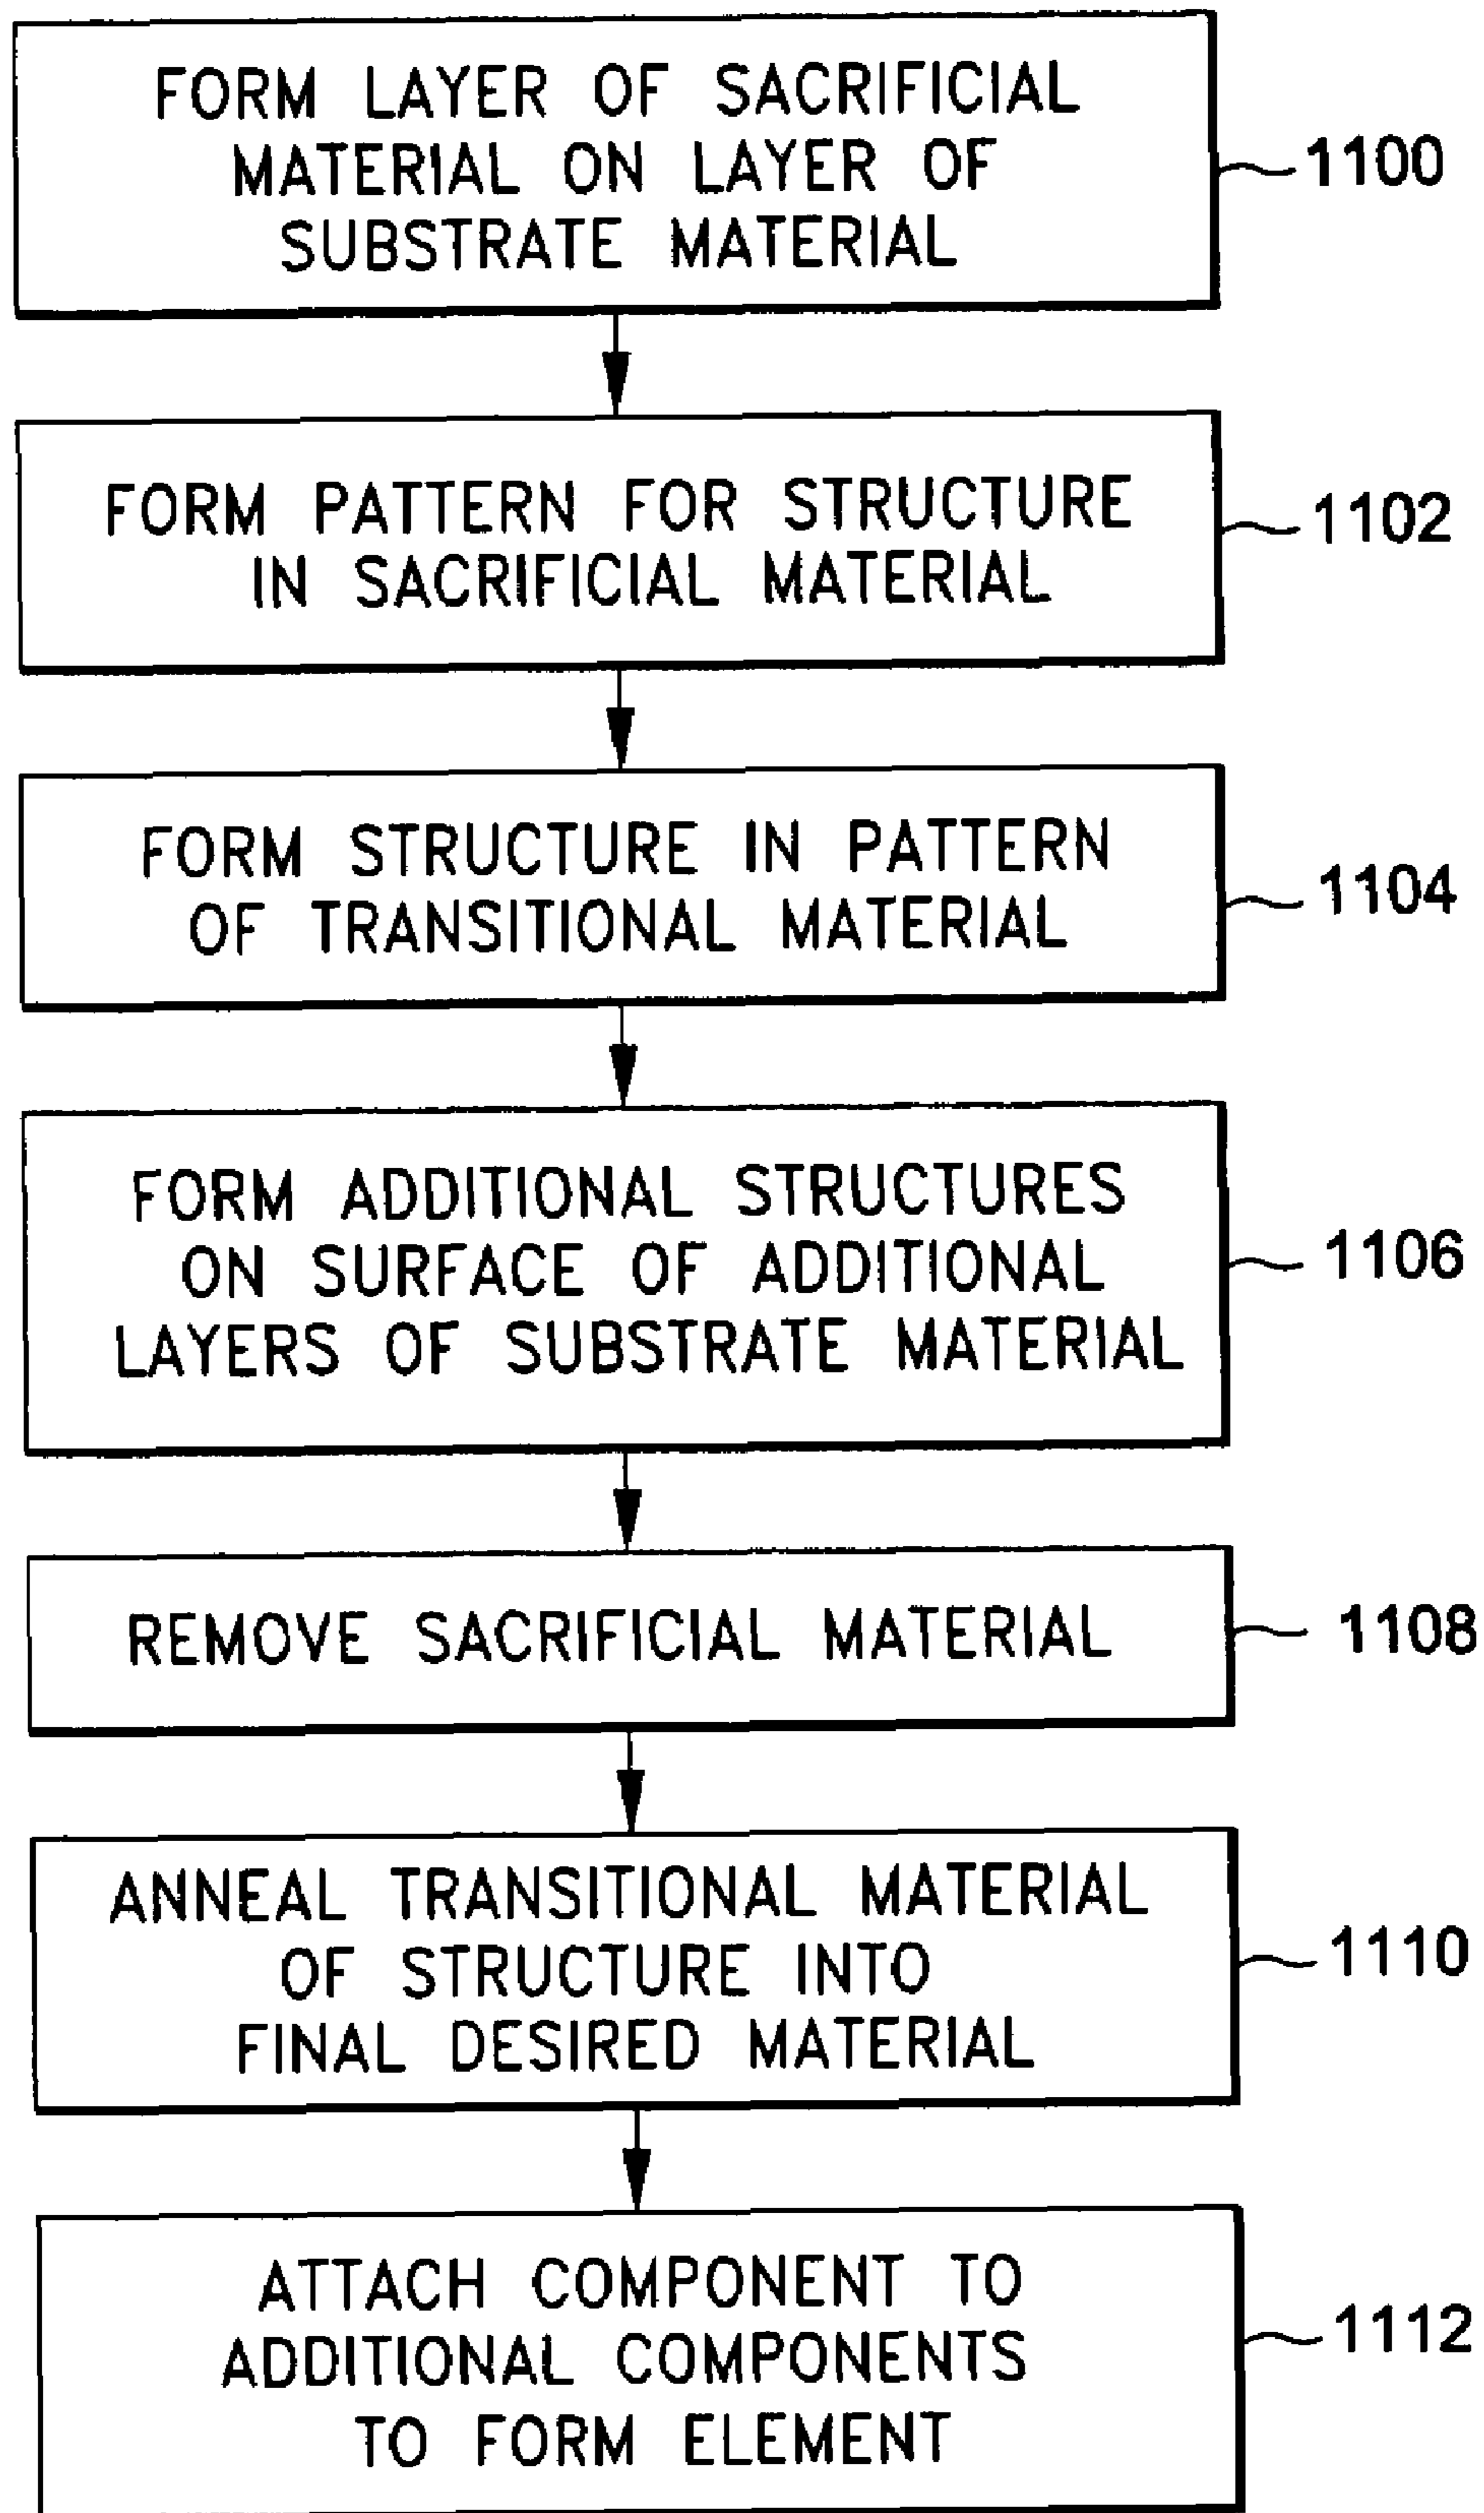 FORM LAYER OF SACRIFICIAL
MATERIAL ON LAYER OF
SUBSTRATE MATERIAL
1100
FORM PATTERN FOR STRUCTURE
IN SACRIFICIAL MATERIAL
1102
FORM STRUCTURE IN PATTERN
OF TRANSITIONAL MATERIAL
1104
FORM ADDITIONAL STRUCTURES
ON SURFACE OF ADDITIONAL
LAYERS OF SUBSTRATE MATERIAL
1106
REMOVE SACRIFICIAL MATERIAL
1108
ANNEAL TRANSITIONAL MATERIAL
OF STRUCTURE INTO
FINAL DESIRED MATERIAL
1110
ATTACH COMPONENT TO
ADDITIONAL COMPONENTS
TO FORM ELEMENT
1112